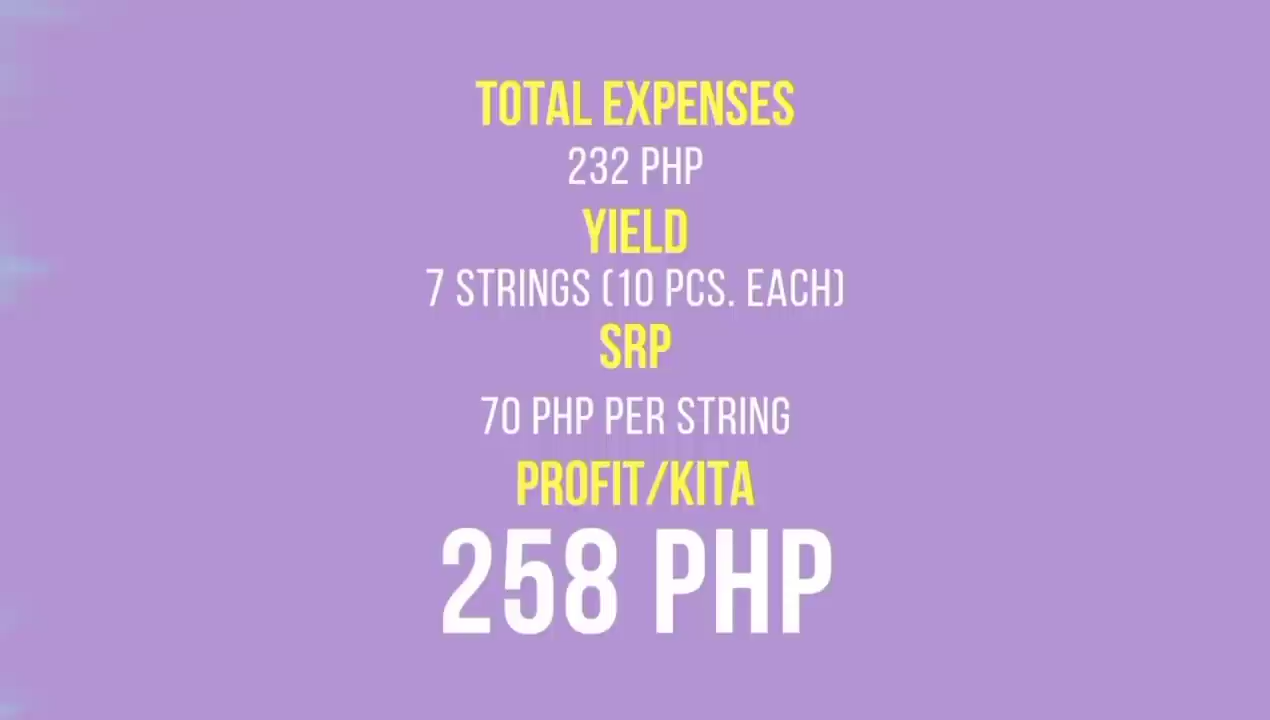 TOTAL EXPENSES
232 PHP
YIELD
7 STRINGS (10 PCS. EACH)
SRP
70 PHP PER STRING
PROFIT/KITA
258 PHP